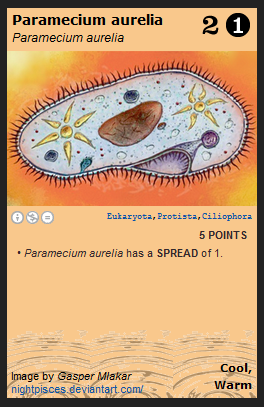 Paramecium aurelia
Paramecium aurelia
2 1
Eukaryota, Protista, Ciliophora
5 POINTS
• Paramecium aurelia has a SPREAD of 1.
Cool,
Warm
Image by Gasper Mlakar
nightpisces.deviantart.com/